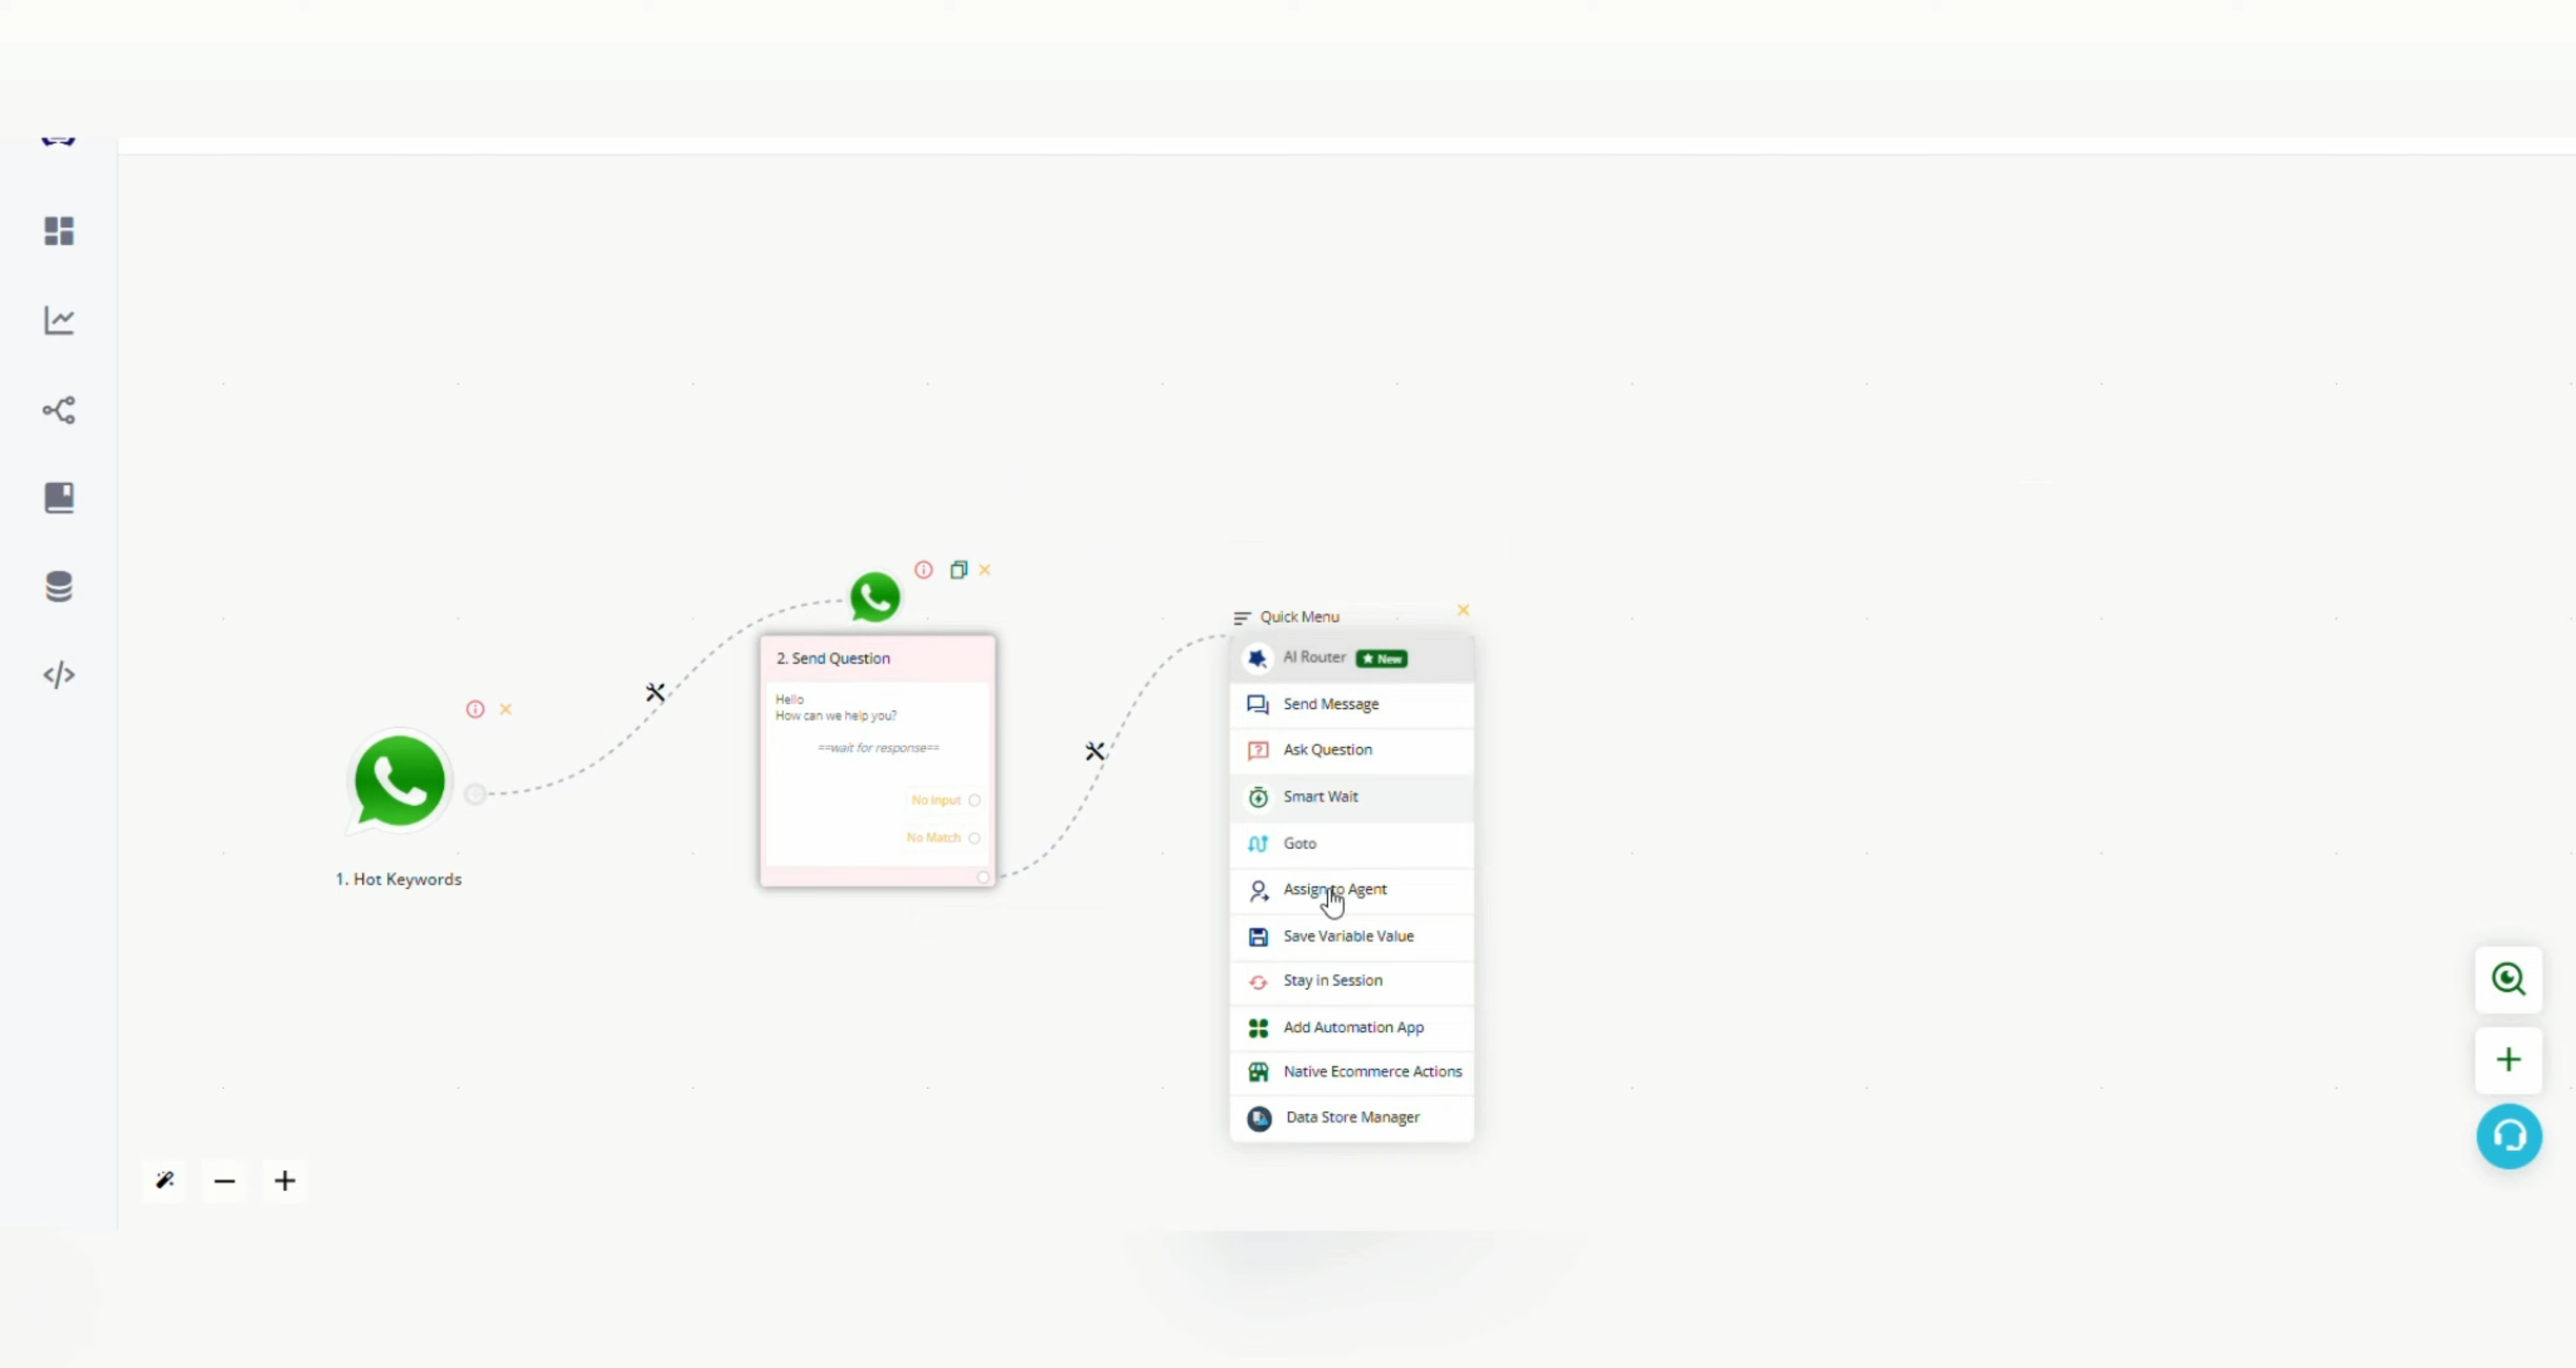 1. Hot Keywords
2. Send Question
Hello
How can we help you?
==wait for response==
No Input
No Match
Quick Menu
AI Router ★ New
Send Message
Ask Question
Smart Wait
Goto
Assign to Agent
Save Variable Value
Stay in Session
Add Automation App
Native Ecommerce Actions
Data Store Manager